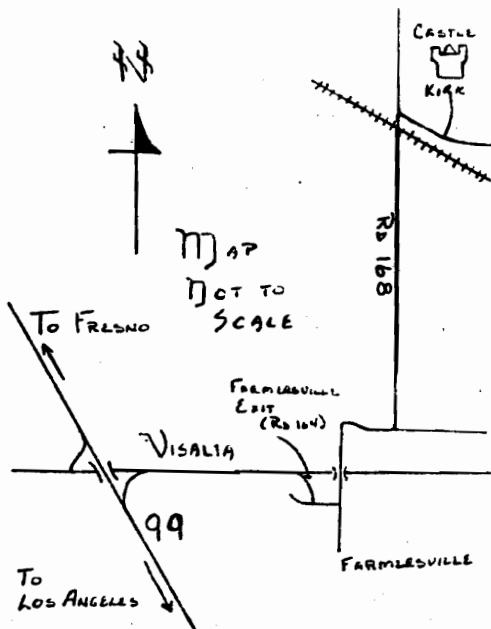 N
CASTLE
KIRK
RD 168
MAP
NOT TO
SCALE
TO FRESNO
FARMERSVILLE
EXIT
(RD 164)
VISALIA
99
FARMERSVILLE
TO
LOS ANGELES